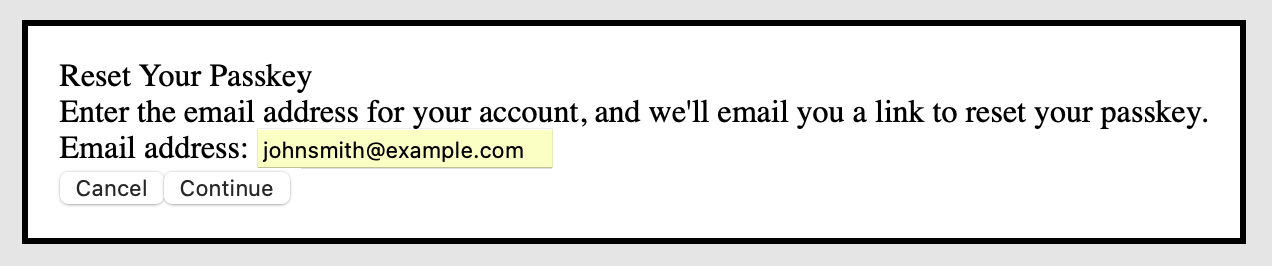 Reset Your Passkey
Enter the email address for your account, and we'll email you a link to reset your passkey.
Email address: johnsmith@example.com
Cancel Continue